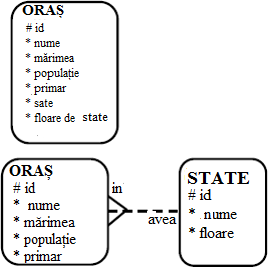 ORAȘ
# id
* nume
* mărimea
* populație
* primar
* sate
* floare de state
ORAȘ
# id
* nume
* mărimea
* populație
* primar
in
avea
STATE
# id
* nume
* floare